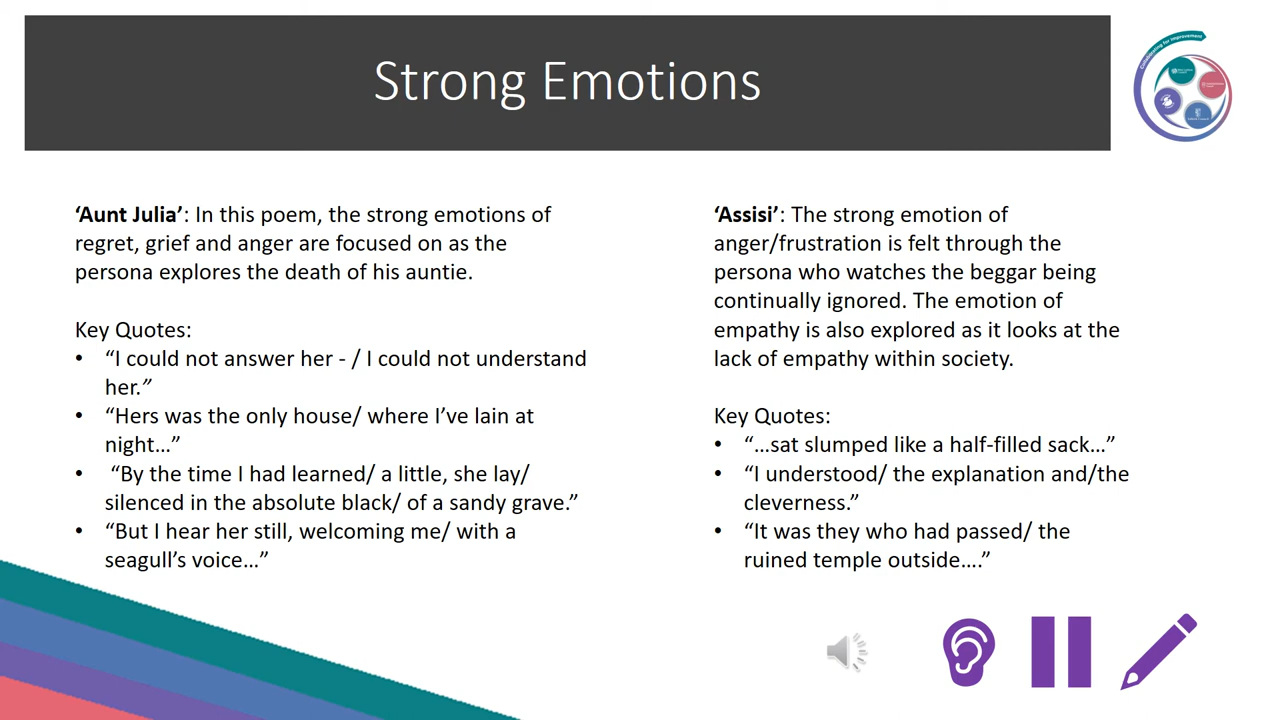 Strong Emotions
Collaborating for Improvement
‘Aunt Julia’: In this poem, the strong emotions of
regret, grief and anger are focused on as the
persona explores the death of his auntie.
Key Quotes:
• “I could not answer her - / I could not understand
her.”
• “Hers was the only house/ where I’ve lain at
night…”
• “By the time I had learned/ a little, she lay/
silenced in the absolute black/ of a sandy grave.”
• “But I hear her still, welcoming me/ with a
seagull’s voice…”
‘Assisi’: The strong emotion of
anger/frustration is felt through the
persona who watches the beggar being
continually ignored. The emotion of
empathy is also explored as it looks at the
lack of empathy within society.
Key Quotes:
• “…sat slumped like a half-filled sack…”
• “I understood/ the explanation and/the
cleverness.”
• “It was they who had passed/ the
ruined temple outside….”